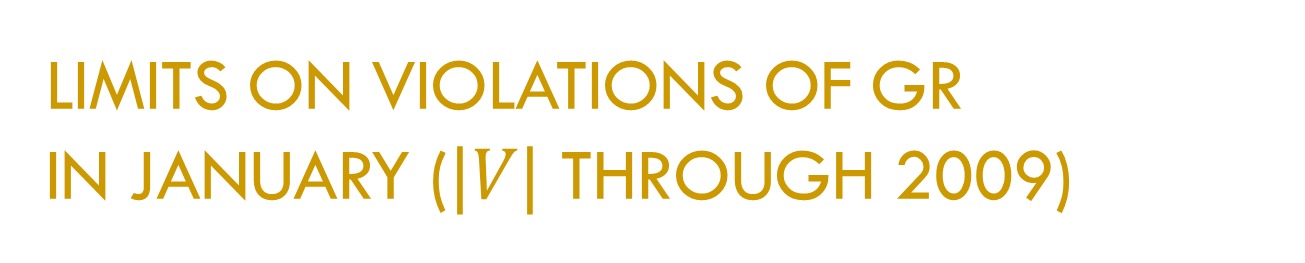 LIMITS ON VIOLATIONS OF GR
IN JANUARY (|V| THROUGH 2009)